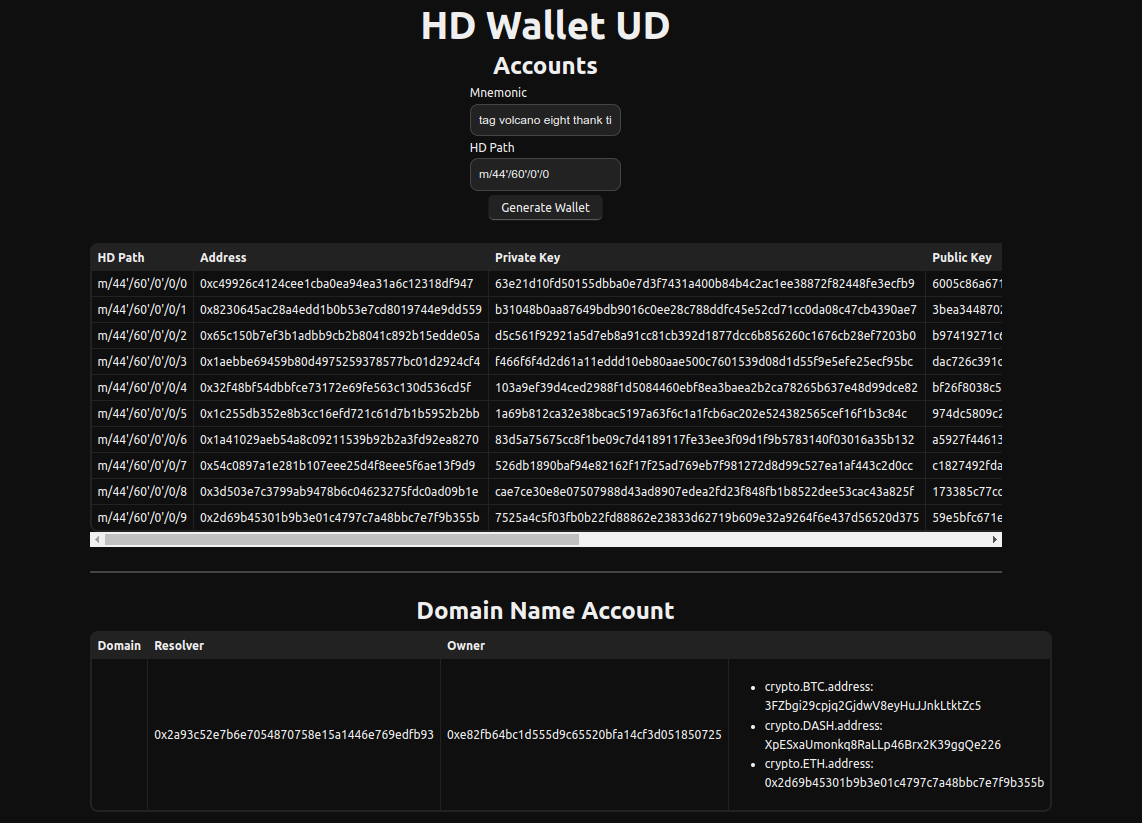 HD Wallet UD
Accounts
Mnemonic
tag volcano eight thank ti
HD Path
m/44'/60'/0'/0
Generate Wallet
HD Path Address Private Key Public Key
m/44'/60'/0'/0/0 0xc49926c4124cee1cba0ea94ea31a6c12318df947 63e21d10fd50155dbba0e7d3f7431a400b84b4c2ac1ee38872f82448fe3ecfb9 6005c86a671
m/44'/60'/0'/0/1 0x8230645ac28a4edd1b0b53e7cd8019744e9dd559 b31048b0aa87649bdb9016c0ee28c788ddfc45e52cd71cc0da08c47cb4390ae7 3bea3448702
m/44'/60'/0'/0/2 0x65c150b7ef3b1adbb9cb2b8041c892b15edde05a d5c561f92921a5d7eb8a91cc81cb392d1877dcc6b856260c1676cb28ef7203b0 b97419271c6
m/44'/60'/0'/0/3 0x1aebbe69459b80d4975259378577bc01d2924cf4 f466f6f4d2d61a11eddd10eb80aae500c7601539d08d1d55f9e5efe25ecf95bc dac726c391c
m/44'/60'/0'/0/4 0x32f48bf54dbbfce73172e69fe563c130d536cd5f 103a9ef39d4ced2988f1d5084460ebf8ea3baea2b2ca78265b637e48d99dce82 bf26f8038c5
m/44'/60'/0'/0/5 0x1c255db352e8b3cc16efd721c61d7b1b5952b2bb 1a69b812ca32e38bcac5197a63f6c1a1fcb6ac202e524382565cef16f1b3c84c 974dc5809c2
m/44'/60'/0'/0/6 0x1a41029aeb54a8c09211539b92b2a3fd92ea8270 83d5a75675cc8f1be09c7d4189117fe33ee3f09d1f9b5783140f03016a35b132 a5927f44613
m/44'/60'/0'/0/7 0x54c0897a1e281b107eee25d4f8eee5f6ae13f9d9 526db1890baf94e82162f17f25ad769eb7f981272d8d99c527ea1af443c2d0cc c1827492fda
m/44'/60'/0'/0/8 0x3d503e7c3799ab9478b6c04623275fdc0ad09b1e cae7ce30e8e07507988d43ad8907edea2fd23f848fb1b8522dee53cac43a825f 173385c77cc
m/44'/60'/0'/0/9 0x2d69b45301b9b3e01c4797c7a48bbc7e7f9b355b 7525a4c5f03fb0b22fd88862e23833d62719b609e32a9264f6e437d56520d375 59e5bfc671e
Domain Name Account
Domain Resolver Owner
0x2a93c52e7b6e7054870758e15a1446e769edfb93 0xe82fb64bc1d555d9c65520bfa14cf3d051850725
• crypto.BTC.address:
3FZbgi29cpjq2GjdwV8eyHuJJnkLtktZc5
• crypto.DASH.address:
XpESxaUmonkq8RaLLp46Brx2K39ggQe226
• crypto.ETH.address:
0x2d69b45301b9b3e01c4797c7a48bbc7e7f9b355b